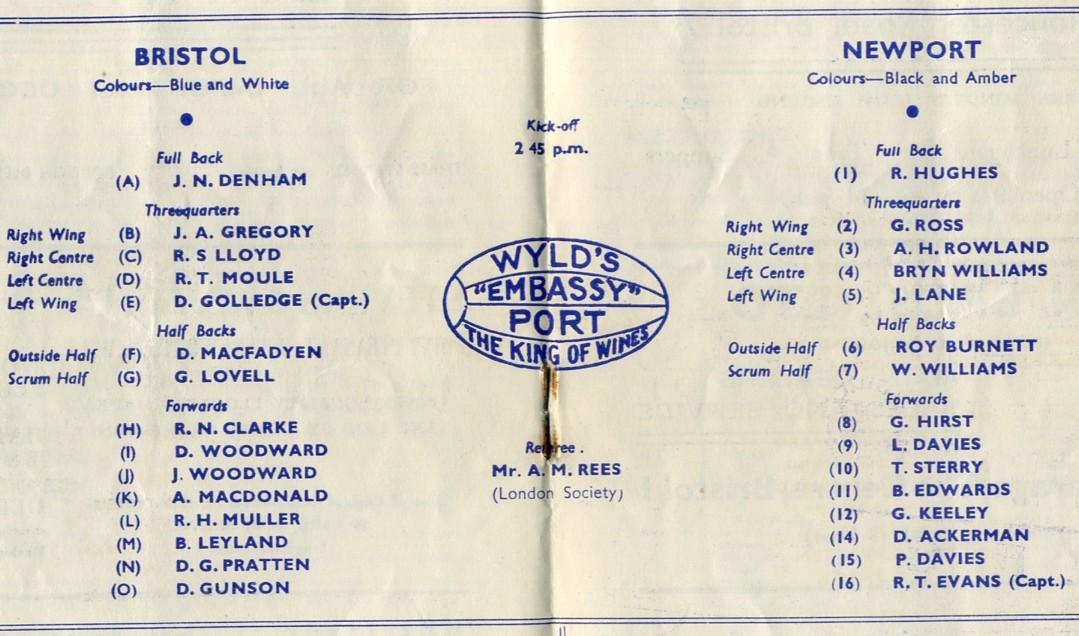 BRISTOL
Colours—Blue and White
Full Back
(A) J. N. DENHAM
Threequarters
Right Wing (B) J. A. GREGORY
Right Centre (C) R. S LLOYD
Left Centre (D) R. T. MOULE
Left Wing (E) D. GOLLEDGE (Capt.)
Half Backs
Outside Half (F) D. MACFADYEN
Scrum Half (G) G. LOVELL
Forwards
(H) R. N. CLARKE
(I) D. WOODWARD
(J) J. WOODWARD
(K) A. MACDONALD
(L) R. H. MULLER
(M) B. LEYLAND
(N) D. G. PRATTEN
(O) D. GUNSON
Kick-off
2 45 p.m.
WYLD'S
"EMBASSY"
PORT
THE KING OF WINES
Referee .
Mr. A. M. REES
(London Society)
NEWPORT
Colours—Black and Amber
Full Back
(1) R. HUGHES
Threequarters
Right Wing (2) G. ROSS
Right Centre (3) A. H. ROWLAND
Left Centre (4) BRYN WILLIAMS
Left Wing (5) J. LANE
Half Backs
Outside Half (6) ROY BURNETT
Scrum Half (7) W. WILLIAMS
Forwards
(8) G. HIRST
(9) L. DAVIES
(10) T. STERRY
(11) B. EDWARDS
(12) G. KEELEY
(14) D. ACKERMAN
(15) P. DAVIES
(16) R. T. EVANS (Capt.)